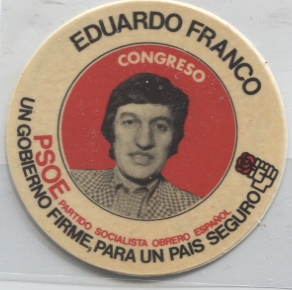 EDUARDO FRANCO
CONGRESO
PSOE
PARTIDO SOCIALISTA OBRERO ESPAÑOL
UN GOBIERNO FIRME, PARA UN PAIS SEGURO